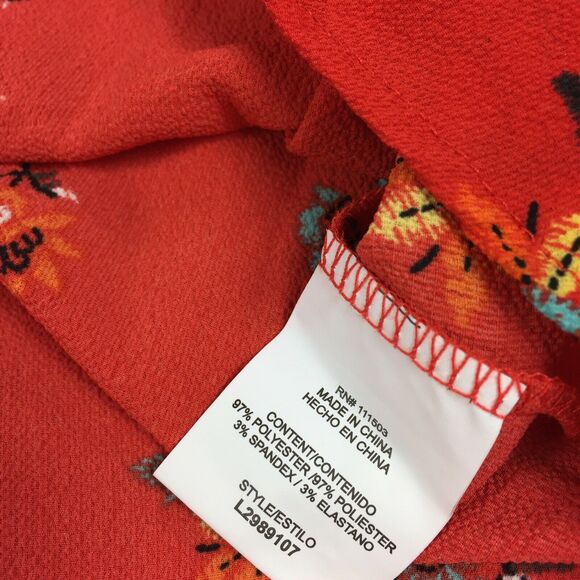 RN# 111503
MADE IN CHINA
HECHO EN CHINA
CONTENT/CONTENIDO
97% POLYESTER /97% POLIESTER
3% SPANDEX / 3% ELASTANO
STYLE/ESTILO
L2989107